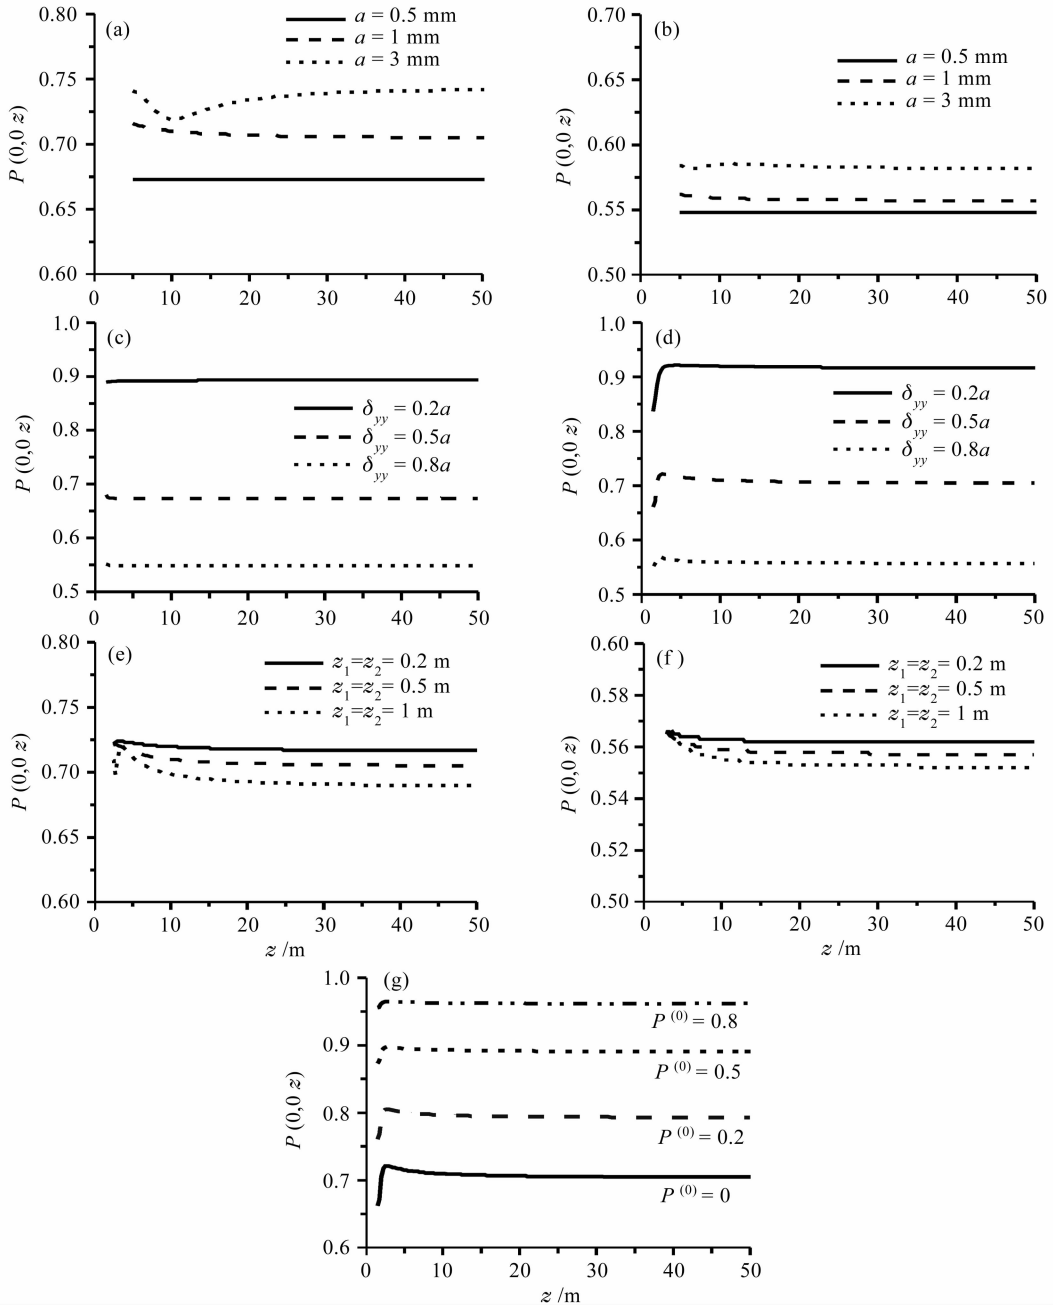 (a)
a = 0.5 mm
a = 1 mm
a = 3 mm
0.80
0.75
0.70
0.65
0.60
P (0,0 z)
0 10 20 30 40 50
(b)
a = 0.5 mm
a = 1 mm
a = 3 mm
0.70
0.65
0.60
0.55
0.50
P (0,0 z)
0 10 20 30 40 50
(c)
δyy = 0.2a
δyy = 0.5a
δyy = 0.8a
1.0
0.9
0.8
0.7
0.6
0.5
P (0,0 z)
0 10 20 30 40 50
(d)
δyy = 0.2a
δyy = 0.5a
δyy = 0.8a
1.0
0.9
0.8
0.7
0.6
0.5
P (0,0 z)
0 10 20 30 40 50
(e)
z1=z2= 0.2 m
z1=z2= 0.5 m
z1=z2= 1 m
0.80
0.75
0.70
0.65
0.60
P (0,0 z)
0 10 20 30 40 50
z /m
(f )
z1=z2= 0.2 m
z1=z2= 0.5 m
z1=z2= 1 m
0.60
0.58
0.56
0.54
0.52
0.50
P (0,0 z)
0 10 20 30 40 50
z /m
(g)
1.0
0.9
0.8
0.7
0.6
P (0,0 z)
P (0) = 0.8
P (0) = 0.5
P (0) = 0.2
P (0) = 0
0 10 20 30 40 50
z /m